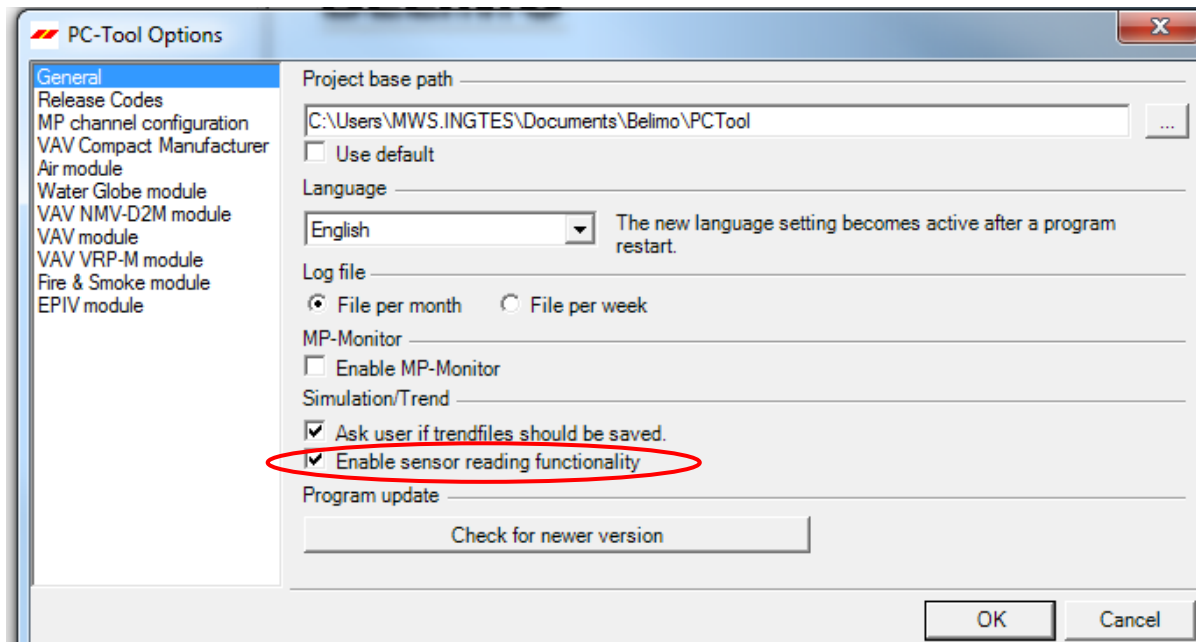 PC-Tool Options
General
Release Codes
MP channel configuration
VAV Compact Manufacturer
Air module
Water Globe module
VAV NMV-D2M module
VAV module
VAV VRP-M module
Fire & Smoke module
EPIV module
Project base path
C:\Users\MWS.INGTES\Documents\Belimo\PCTool
...
Use default
Language
English
The new language setting becomes active after a program
restart.
Log file
File per month
File per week
MP-Monitor
Enable MP-Monitor
Simulation/Trend
Ask user if trendfiles should be saved.
Enable sensor reading functionality
Program update
Check for newer version
OK
Cancel